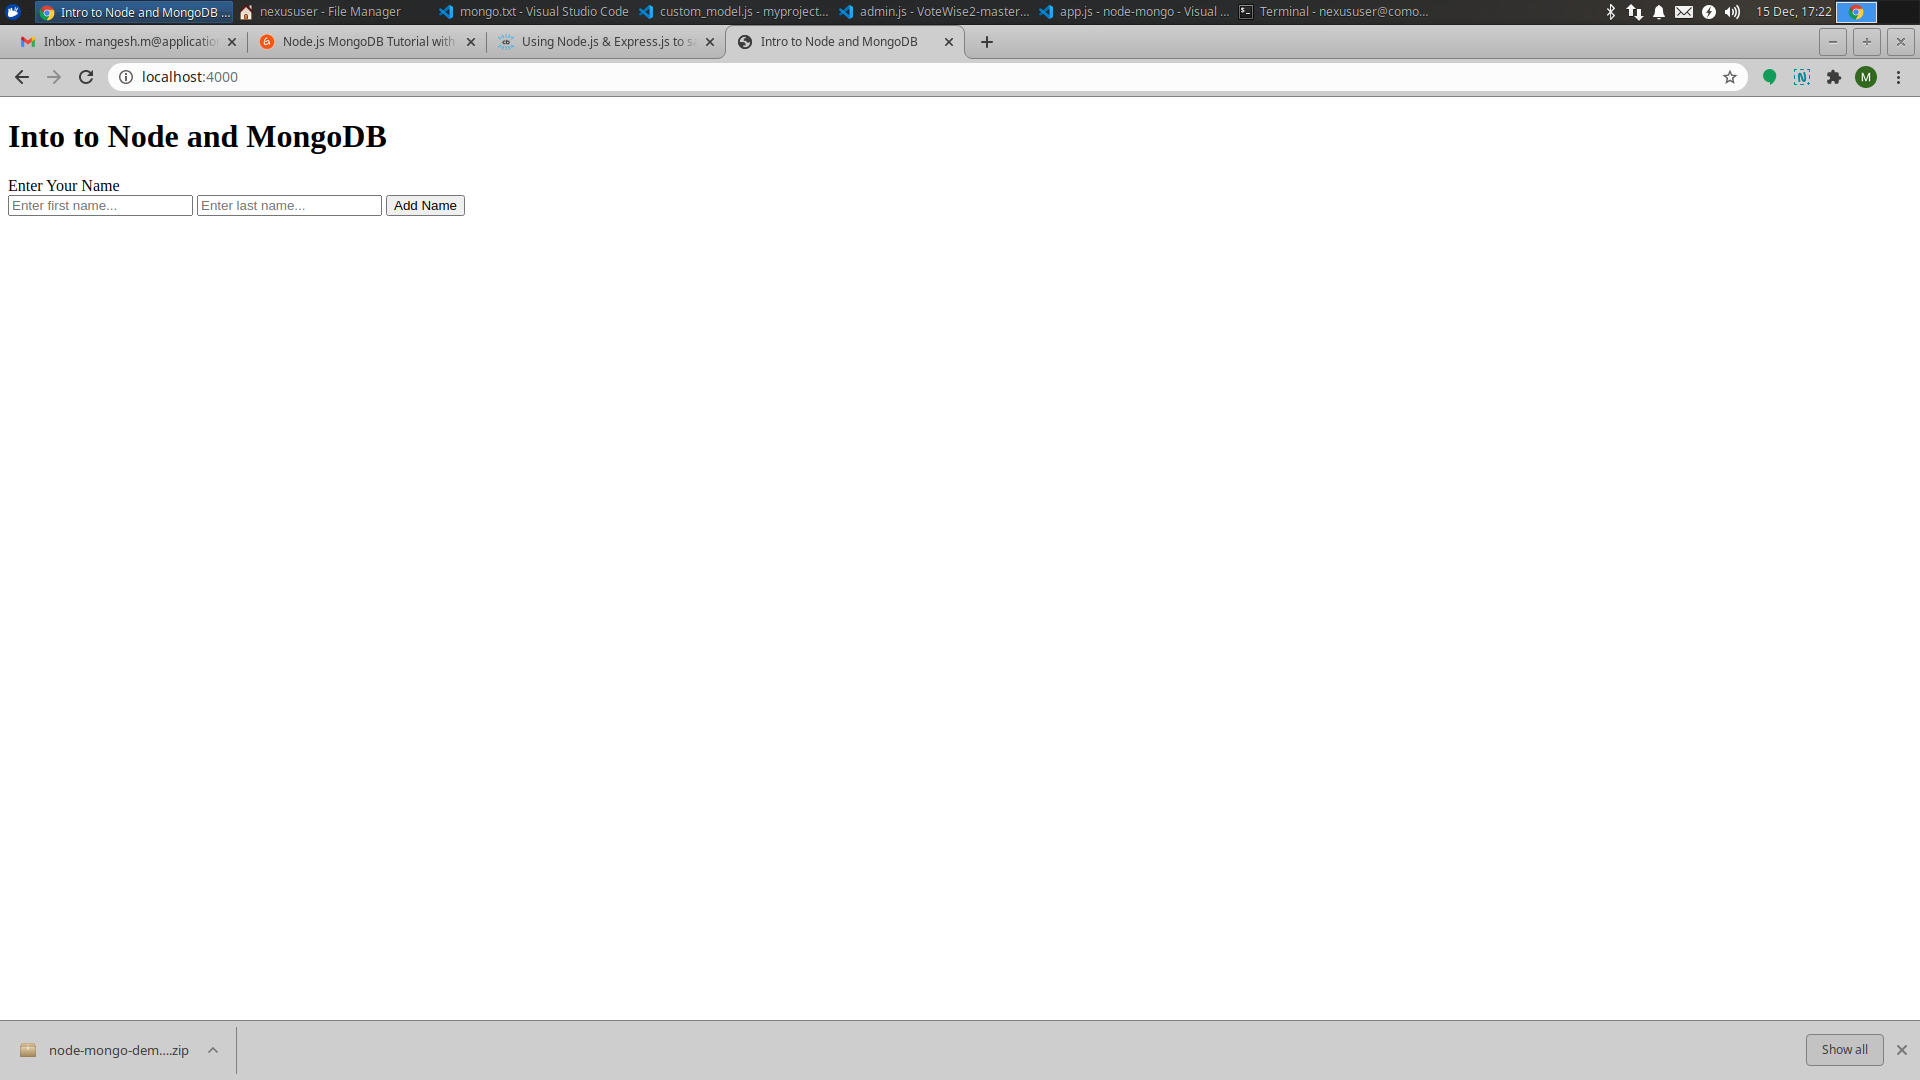 Intro to Node and MongoDB ...
nexususer - File Manager
mongo.txt - Visual Studio Code
custom_model.js - myproject...
admin.js - VoteWise2-master...
app.js - node-mongo - Visual ...
Terminal - nexususer@como...
15 Dec, 17:22
Inbox - mangesh.m@applicatio
Node.js MongoDB Tutorial with
Using Node.js & Express.js to sa
Intro to Node and MongoDB
localhost:4000
M
Into to Node and MongoDB
Enter Your Name
Enter first name... Enter last name... Add Name
node-mongo-dem....zip
Show all